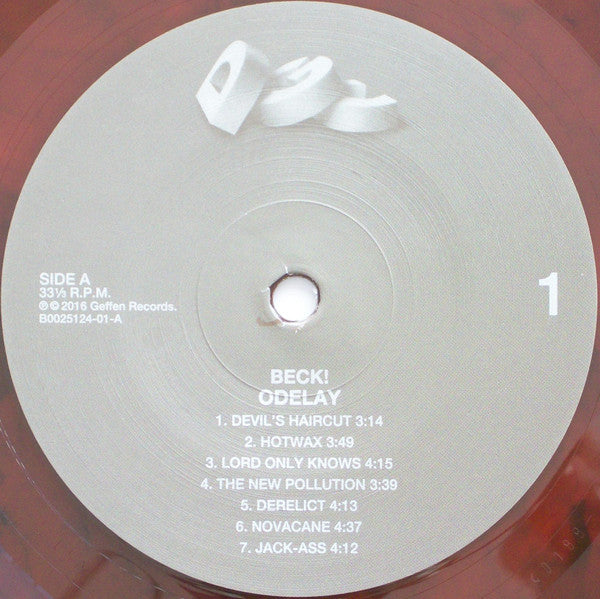 SIDE A
33⅓ R.P.M.
℗ © 2016 Geffen Records.
B0025124-01-A
1
BECK!
ODELAY
1. DEVIL'S HAIRCUT 3:14
2. HOTWAX 3:49
3. LORD ONLY KNOWS 4:15
4. THE NEW POLLUTION 3:39
5. DERELICT 4:13
6. NOVACANE 4:37
7. JACK-ASS 4:12